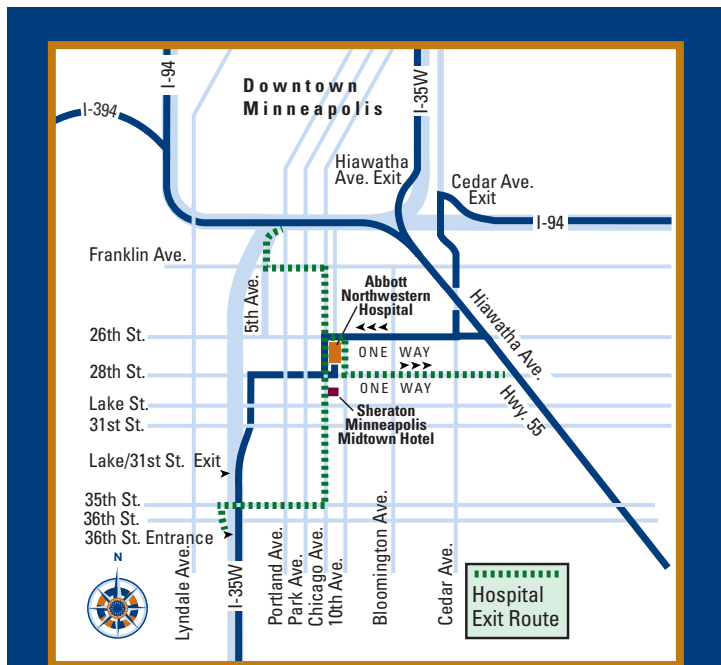 I-94
Downtown
Minneapolis
I-35W
I-394
Hiawatha
Ave. Exit
Cedar Ave.
Exit
I-94
Franklin Ave.
5th Ave.
Abbott
Northwestern
Hospital
Hiawatha Ave.
26th St.
ONE WAY
28th St.
ONE WAY
Hwy. 55
Lake St.
31st St.
Sheraton
Minneapolis
Midtown Hotel
Lake/31st St. Exit
35th St.
36th St.
36th St. Entrance
N
Lyndale Ave.
I-35W
Portland Ave.
Park Ave.
Chicago Ave.
10th Ave.
Bloomington Ave.
Cedar Ave.
Hospital
Exit Route